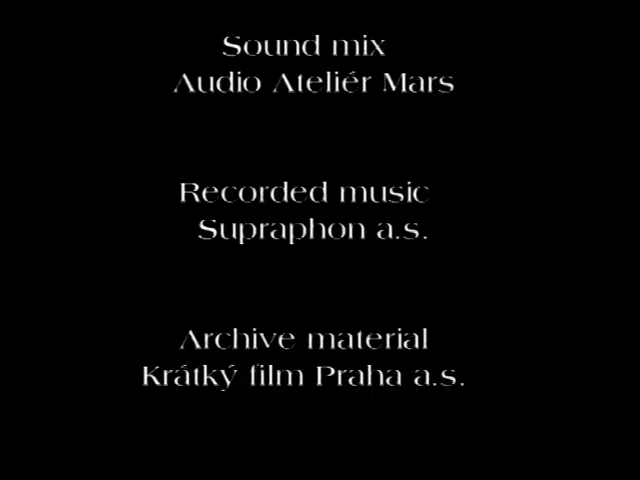 Sound mix
Audio Ateliér Mars
Recorded music
Supraphon a.s.
Archive material
Krátký film Praha a.s.